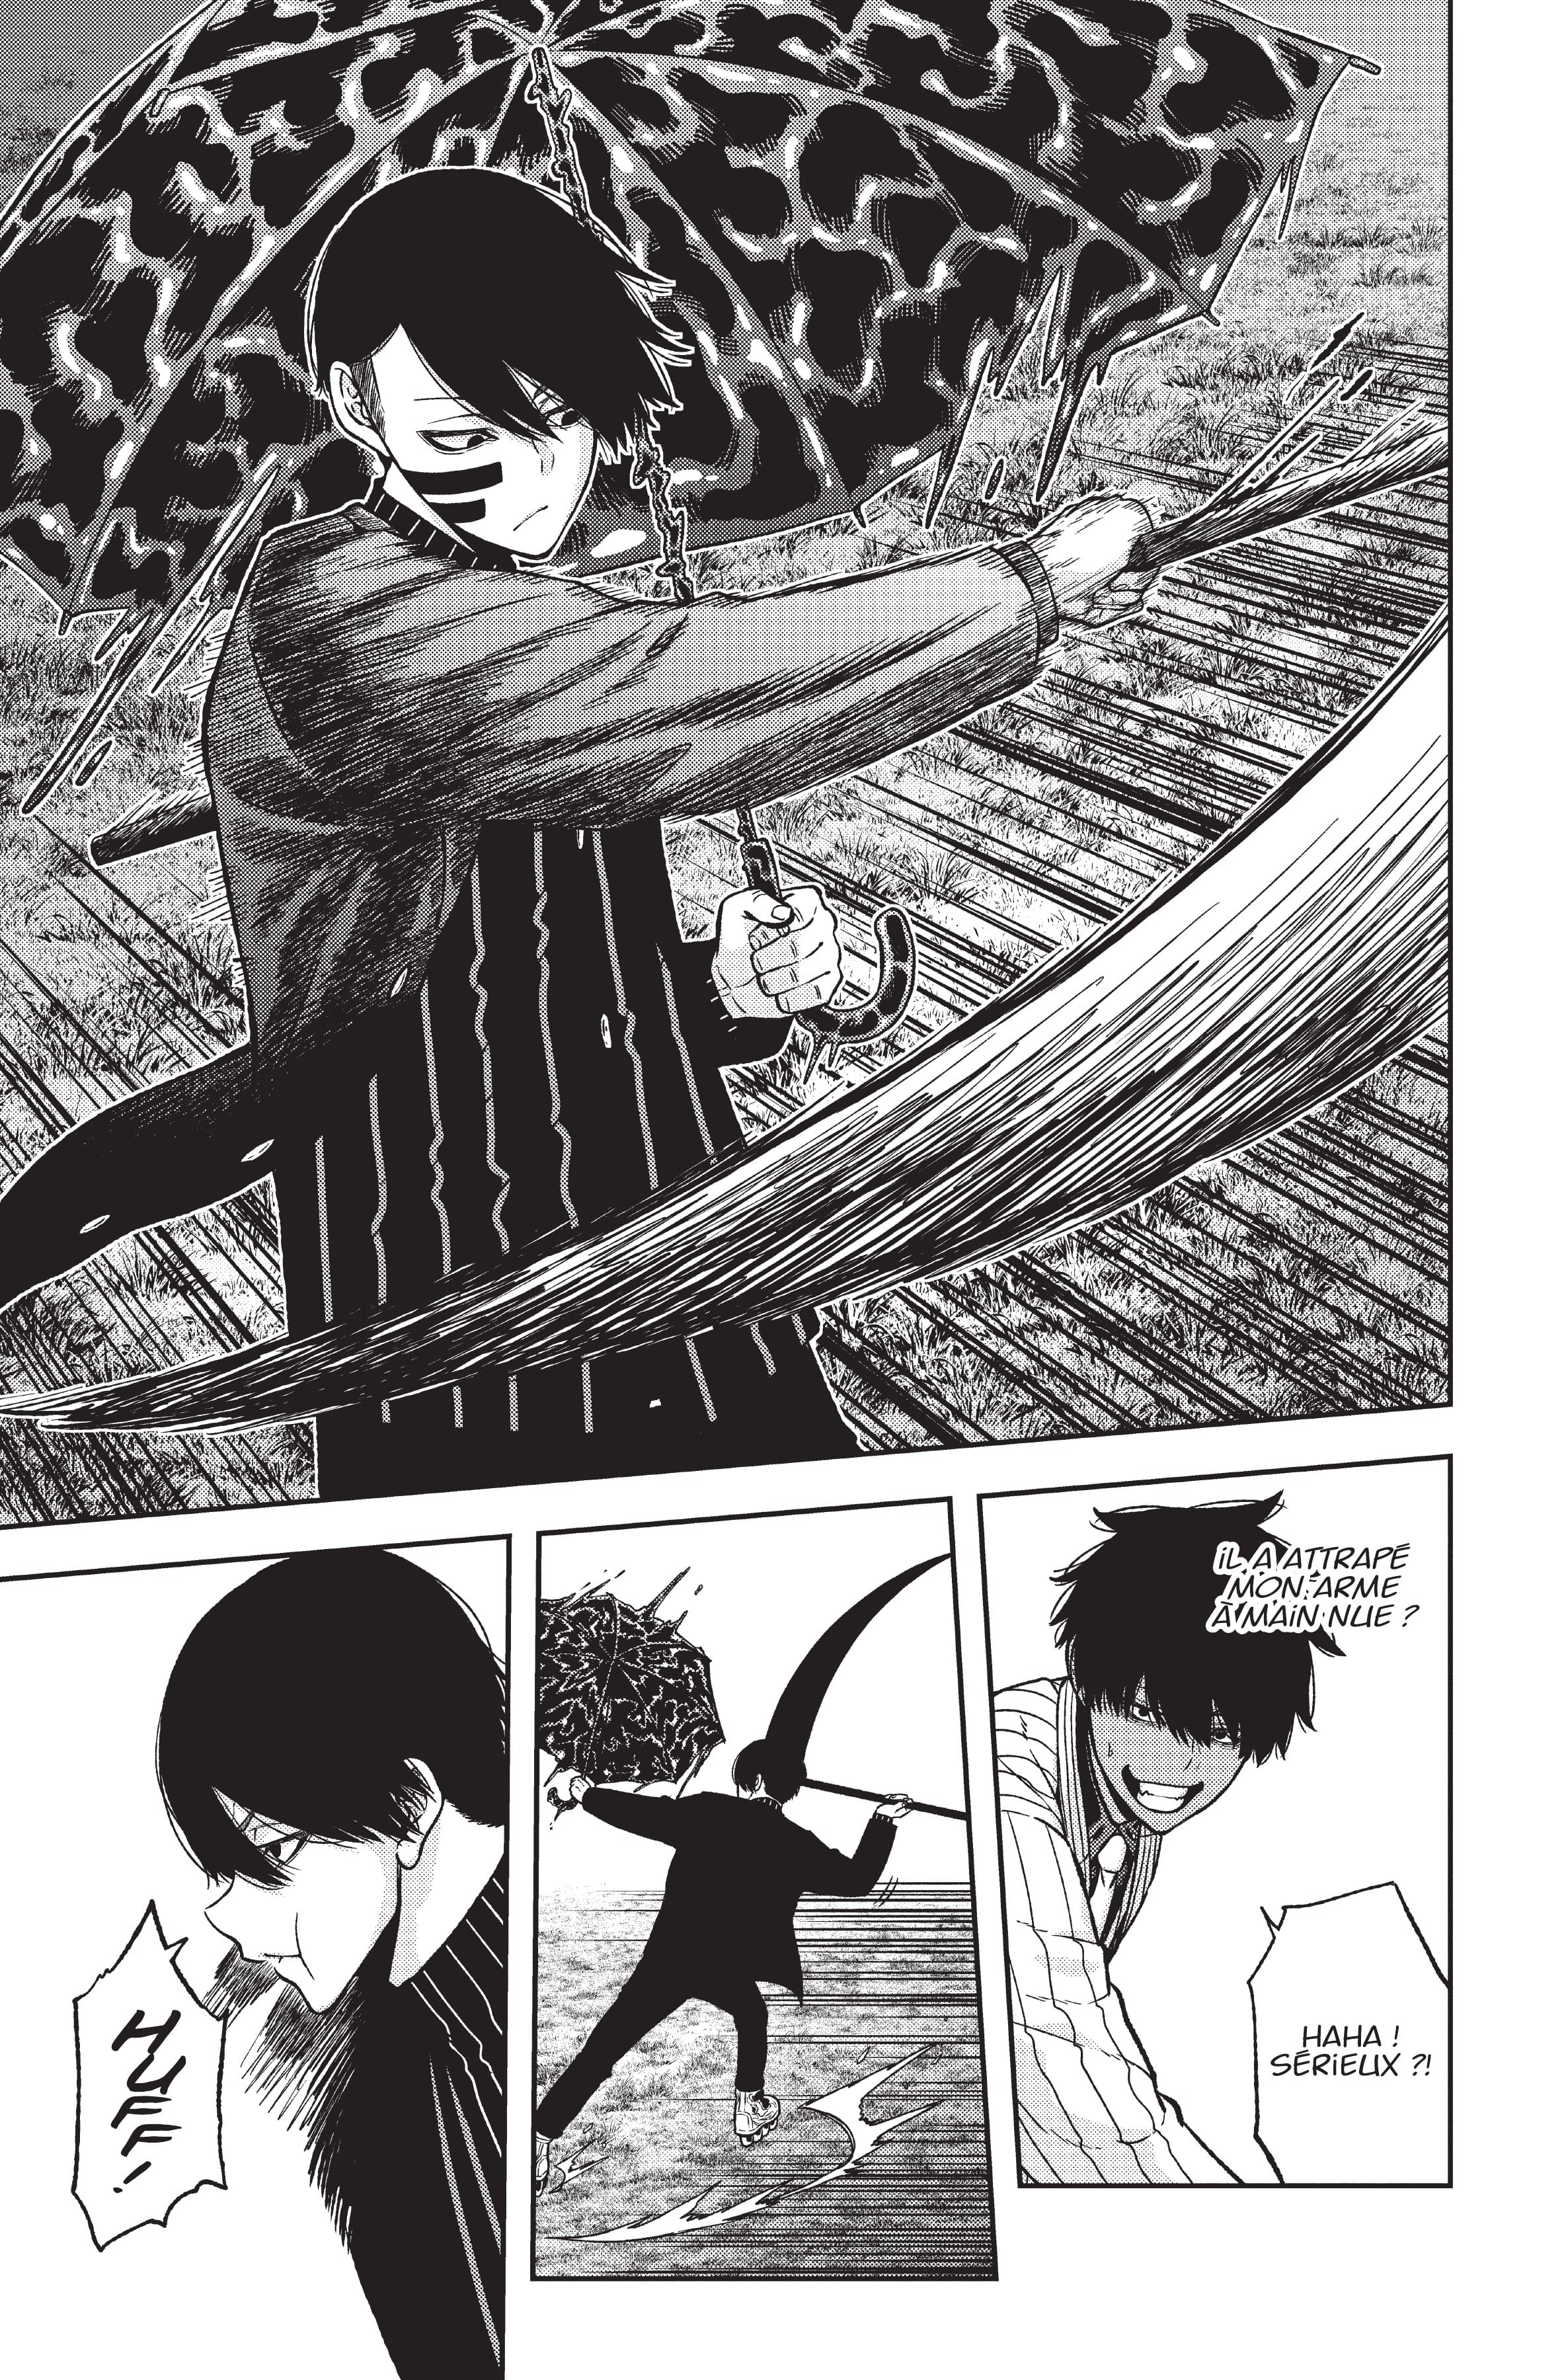 iL A ATTRAPÉ
MON ARME
À MAiN NUE ?
HAHA !
SÉRiEUX ?!
HUFF !